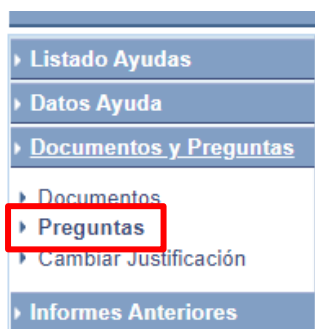 Listado Ayudas
Datos Ayuda
Documentos y Preguntas
Documentos
Preguntas
Cambiar Justificación
Informes Anteriores